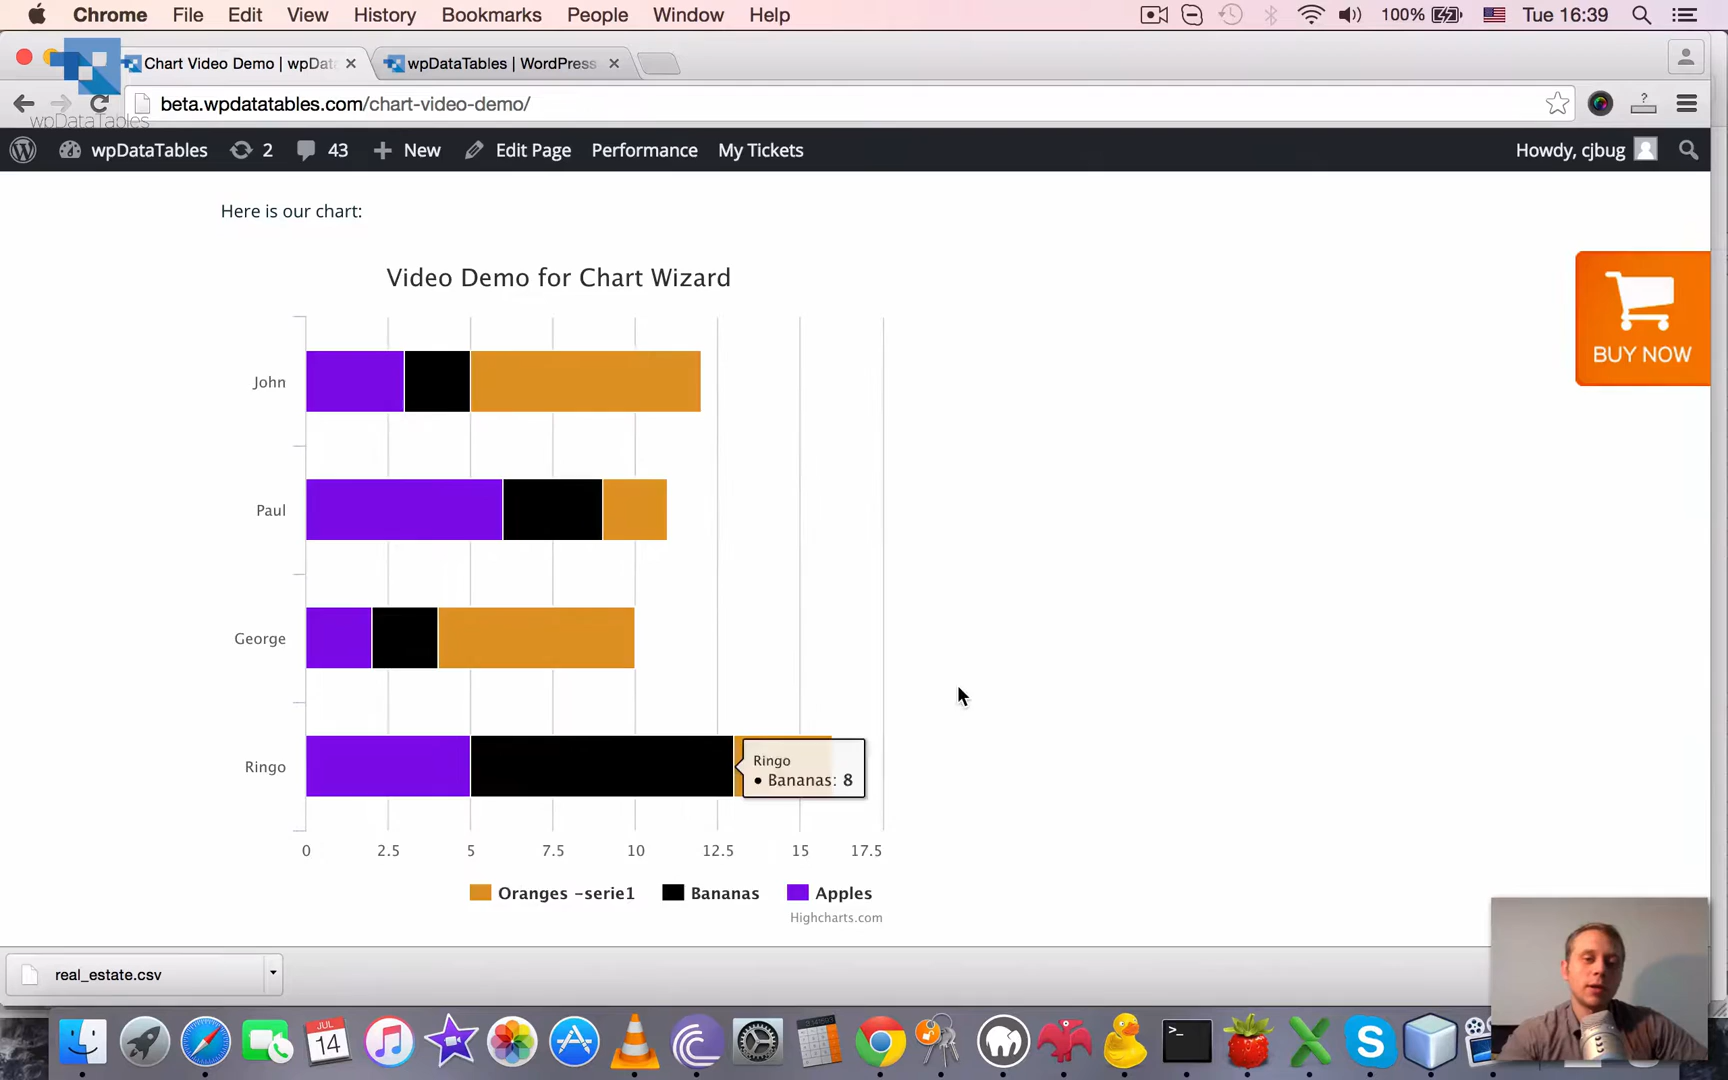 Chrome File Edit View History Bookmarks People Window Help 100% Tue 16:39
Chart Video Demo | wpData wpDataTables | WordPress
beta.wpdatatables.com/chart-video-demo/
wpDataTables
wpDataTables 2 43 New Edit Page Performance My Tickets Howdy, cjbug
Here is our chart:
Video Demo for Chart Wizard
BUY NOW
John
Paul
George
Ringo
Ringo
• Bananas: 8
0 2.5 5 7.5 10 12.5 15 17.5
Oranges -serie1 Bananas Apples
Highcharts.com
real_estate.csv
JUL
14